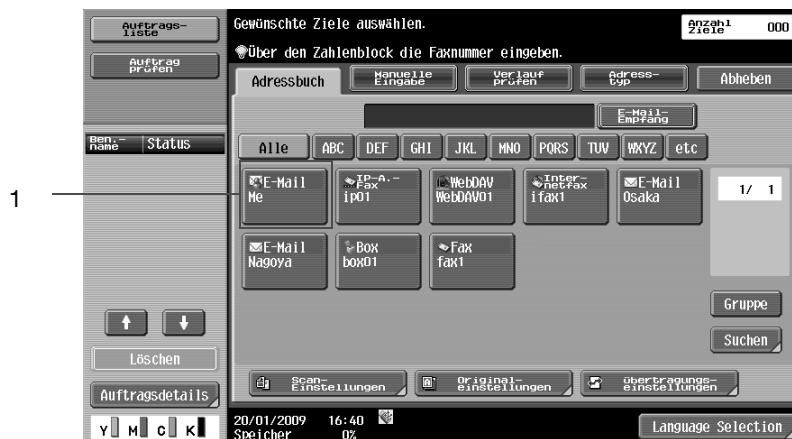 Auftrags-
liste
Auftrag
prüfen
Ben.-
name Status
Löschen
Auftragsdetails
Y M C K
Gewünschte Ziele auswählen.
Anzahl
Ziele 000
Über den Zahlenblock die Faxnummer eingeben.
Adressbuch
Manuelle
Eingabe
Verlauf
prüfen
Adress-
typ
Abheben
E-Mail-
Empfang
Alle ABC DEF GHI JKL MNO PQRS TUV WXYZ etc
1
E-Mail
Me
IP-A.-
Fax
ip01
WebDAV
WebDAV01
Inter-
netfax
ifax1
E-Mail
Osaka
1/ 1
E-Mail
Nagoya
Box
box01
Fax
fax1
Gruppe
Suchen
Scan-
Einstellungen
Original-
einstellungen
übertragungs-
einstellungen
20/01/2009 16:40
Speicher 0%
Language Selection